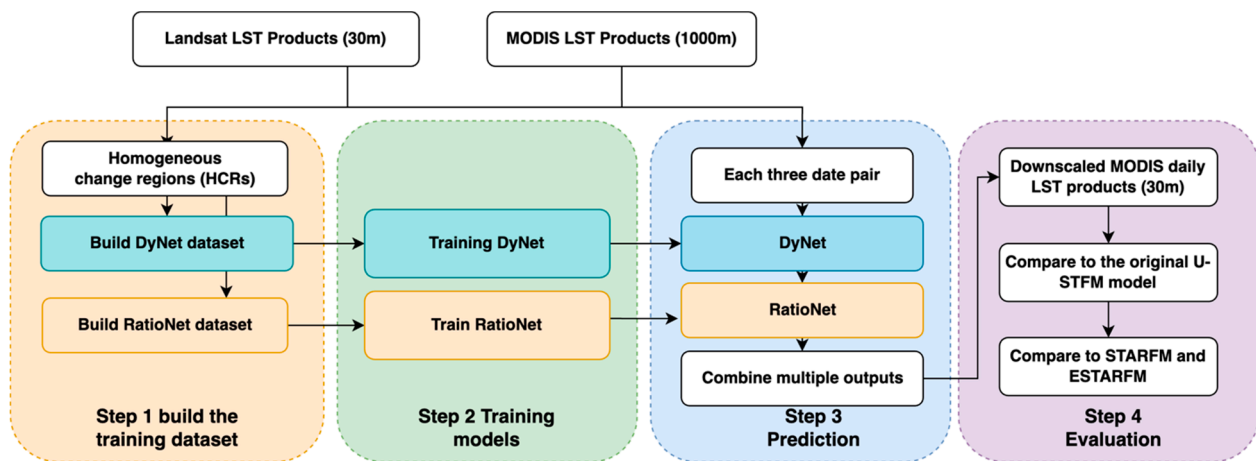 Landsat LST Products (30m)
MODIS LST Products (1000m)
Homogeneous
change regions (HCRs)
Build DyNet dataset
Build RatioNet dataset
Step 1 build the
training dataset
Training DyNet
Train RatioNet
Step 2 Training
models
Each three date pair
DyNet
RatioNet
Combine multiple outputs
Step 3
Prediction
Downscaled MODIS daily
LST products (30m)
Compare to the original U-
STFM model
Compare to STARFM and
ESTARFM
Step 4
Evaluation